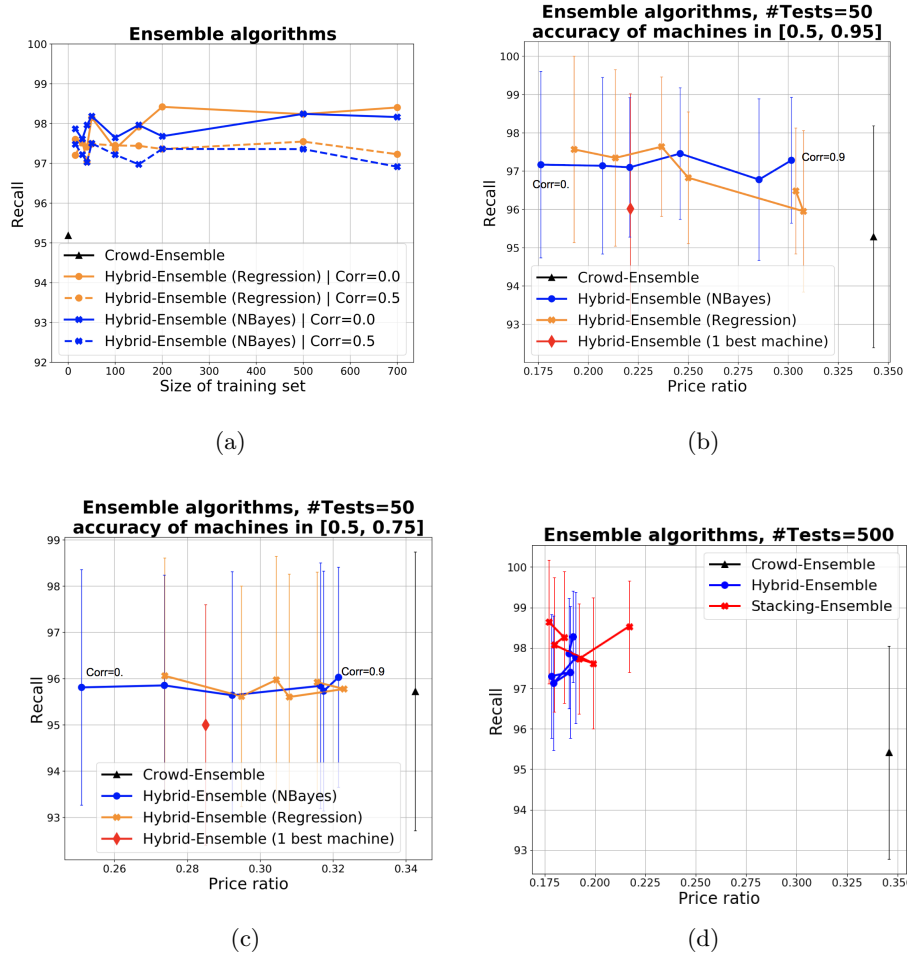 Ensemble algorithms
100
99
98
97
96
95
94
93
92
Recall
Crowd-Ensemble
Hybrid-Ensemble (Regression) | Corr=0.0
Hybrid-Ensemble (Regression) | Corr=0.5
Hybrid-Ensemble (NBayes) | Corr=0.0
Hybrid-Ensemble (NBayes) | Corr=0.5
0 100 200 300 400 500 600 700
Size of training set
(a)
Ensemble algorithms, #Tests=50
accuracy of machines in [0.5, 0.95]
100
99
98
97
96
95
94
93
Recall
Corr=0.
Corr=0.9
Crowd-Ensemble
Hybrid-Ensemble (NBayes)
Hybrid-Ensemble (Regression)
Hybrid-Ensemble (1 best machine)
0.175 0.200 0.225 0.250 0.275 0.300 0.325 0.350
Price ratio
(b)
Ensemble algorithms, #Tests=50
accuracy of machines in [0.5, 0.75]
99
98
97
96
95
94
93
Recall
Corr=0.
Corr=0.9
Crowd-Ensemble
Hybrid-Ensemble (NBayes)
Hybrid-Ensemble (Regression)
Hybrid-Ensemble (1 best machine)
0.26 0.28 0.30 0.32 0.34
Price ratio
(c)
Ensemble algorithms, #Tests=500
100
99
98
97
96
95
94
93
Recall
Crowd-Ensemble
Hybrid-Ensemble
Stacking-Ensemble
0.175 0.200 0.225 0.250 0.275 0.300 0.325 0.350
Price ratio
(d)